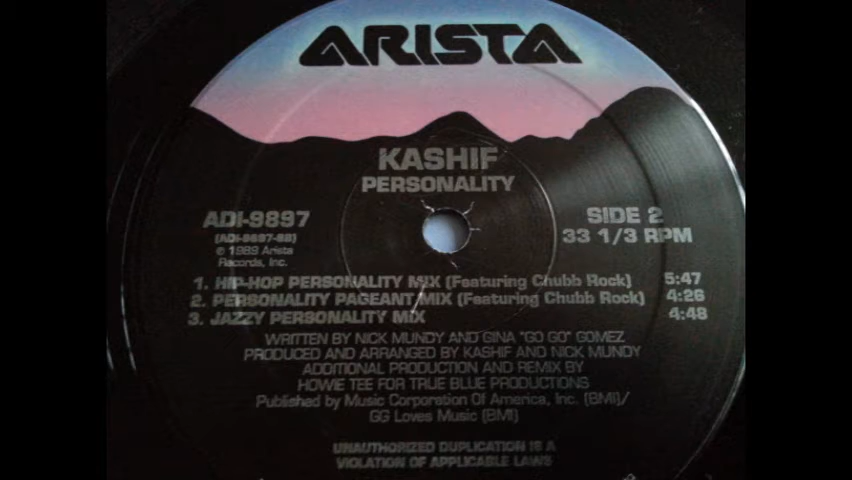 ARISTA
KASHIF
PERSONALITY
ADI-9897
(ADI-9897-SB)
℗ 1989 Arista
Records, Inc.
SIDE 2
33 1/3 RPM
1. HIP-HOP PERSONALITY MIX (Featuring Chubb Rock) 5:47
2. PERSONALITY PAGEANT MIX (Featuring Chubb Rock) 4:26
3. JAZZY PERSONALITY MIX 4:48
WRITTEN BY NICK MUNDY AND GINA "GO GO" GOMEZ
PRODUCED AND ARRANGED BY KASHIF AND NICK MUNDY
ADDITIONAL PRODUCTION AND REMIX BY
HOWIE TEE FOR TRUE BLUE PRODUCTIONS
Published by Music Corporation Of America, Inc. (BMI)/
GG Loves Music (BMI)
UNAUTHORIZED DUPLICATION IS A
VIOLATION OF APPLICABLE LAWS